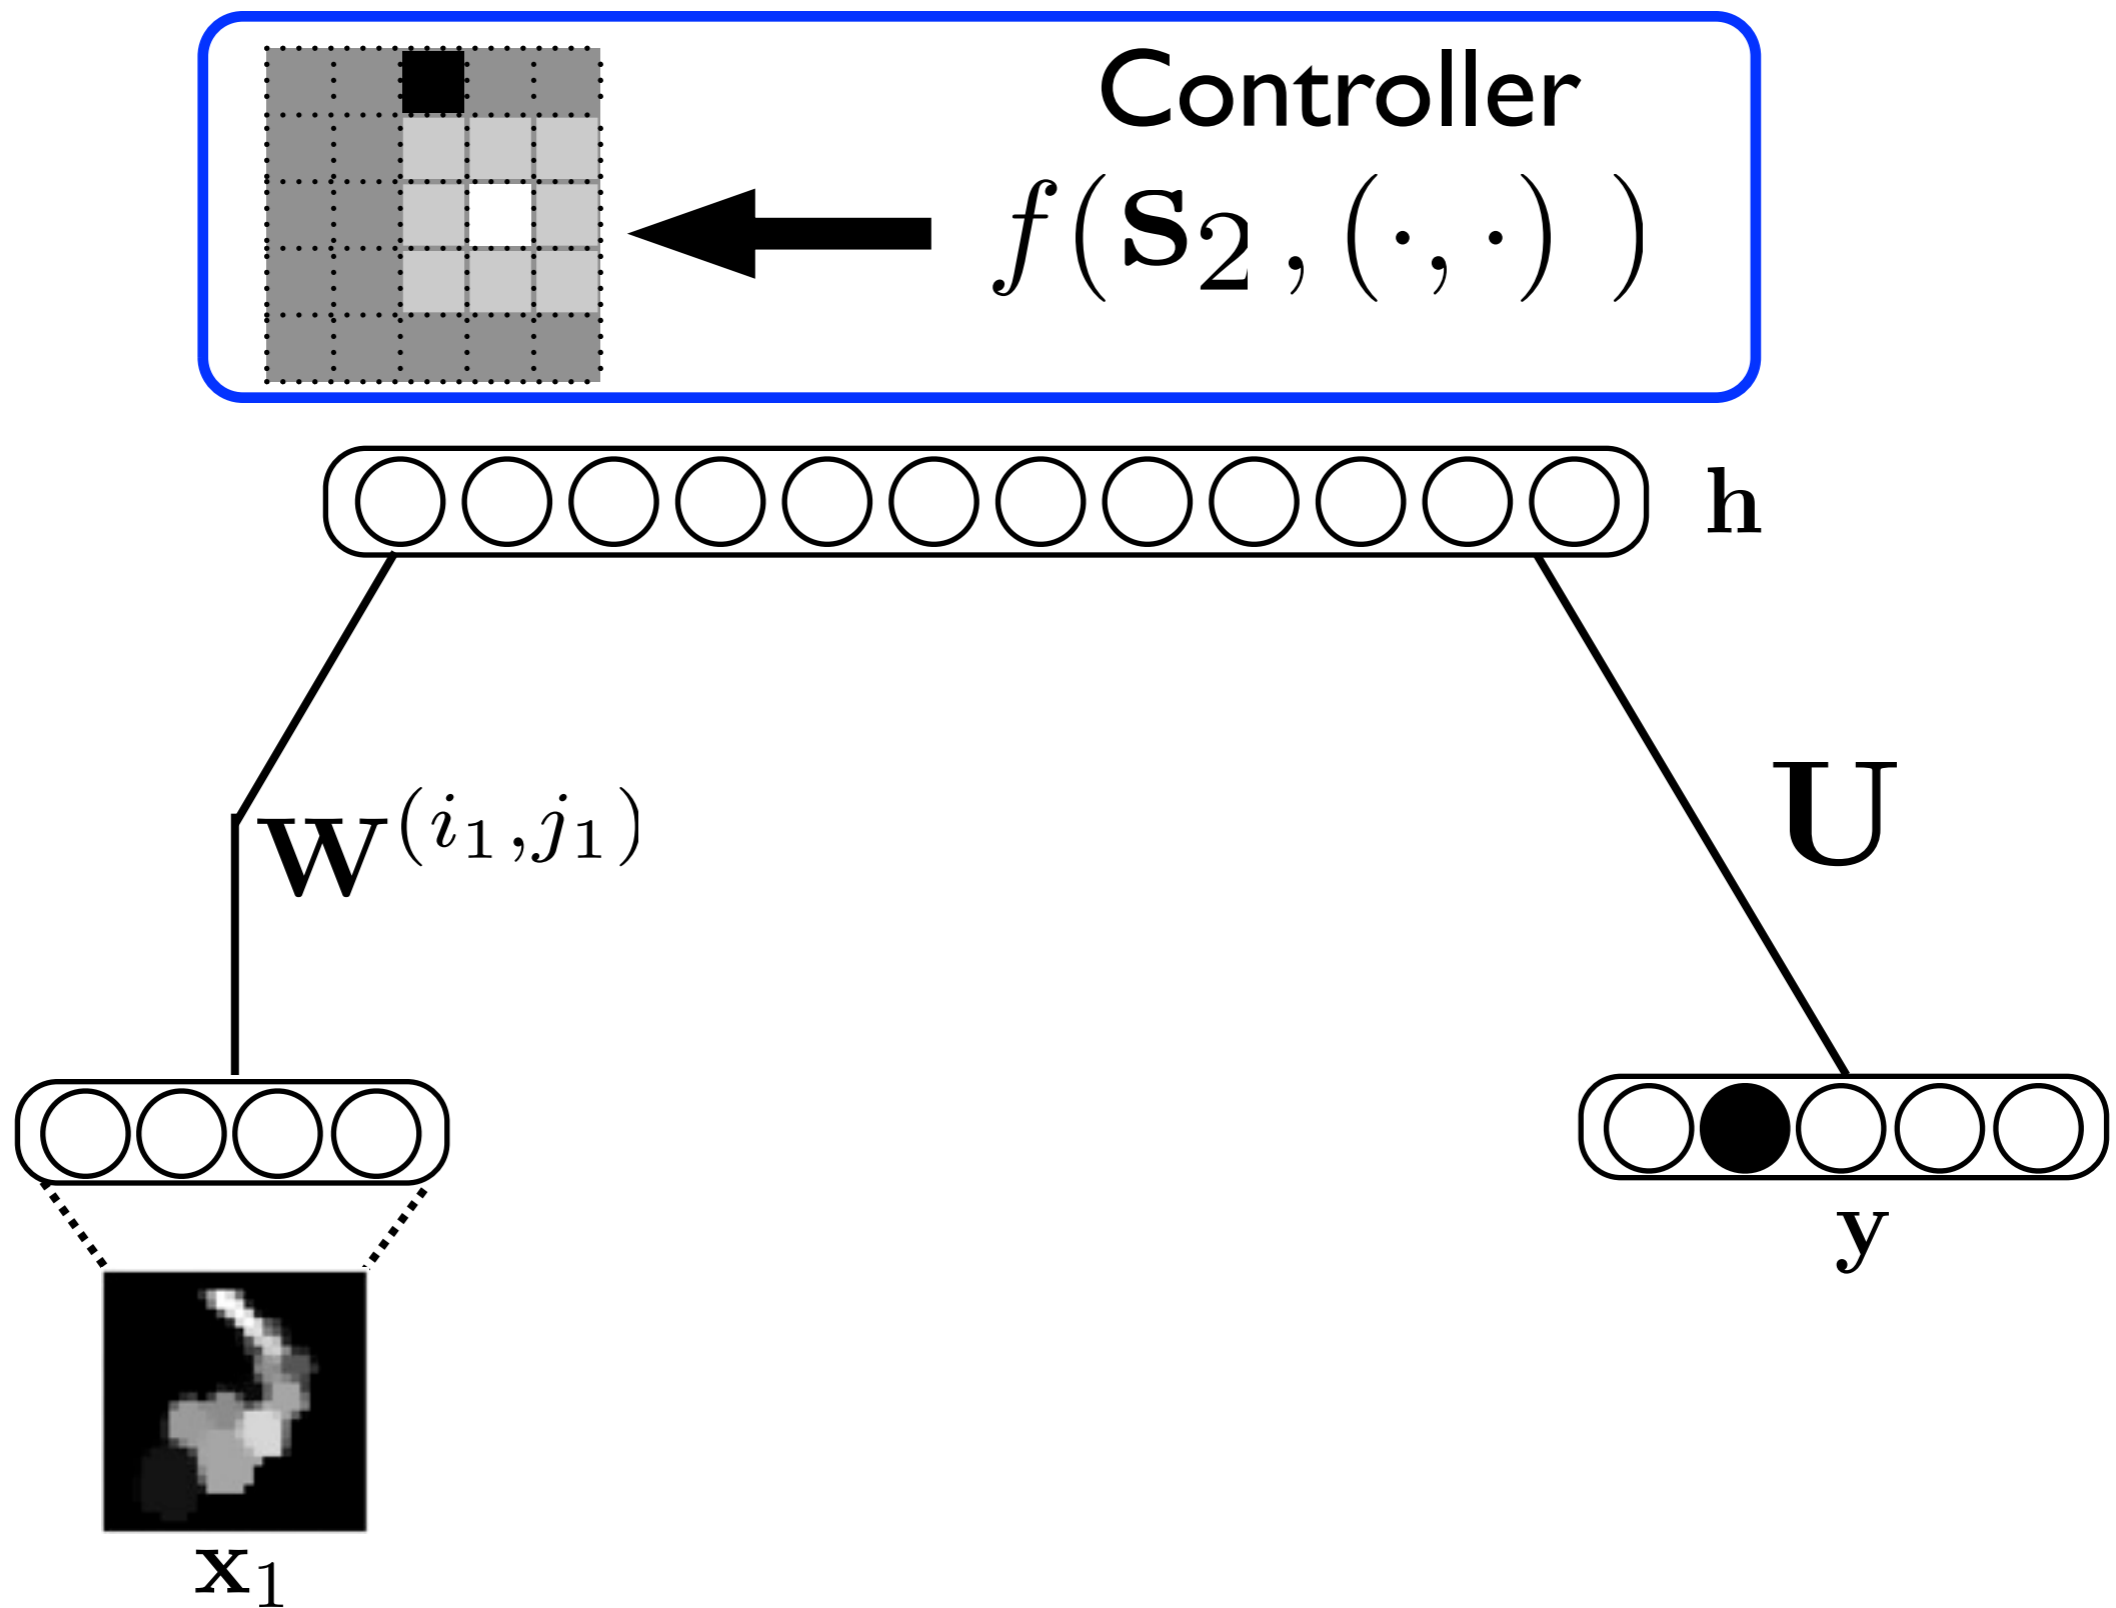 Controller
f(s₂, (·, ·) )
h
W^(i₁,j₁)
U
y
x₁